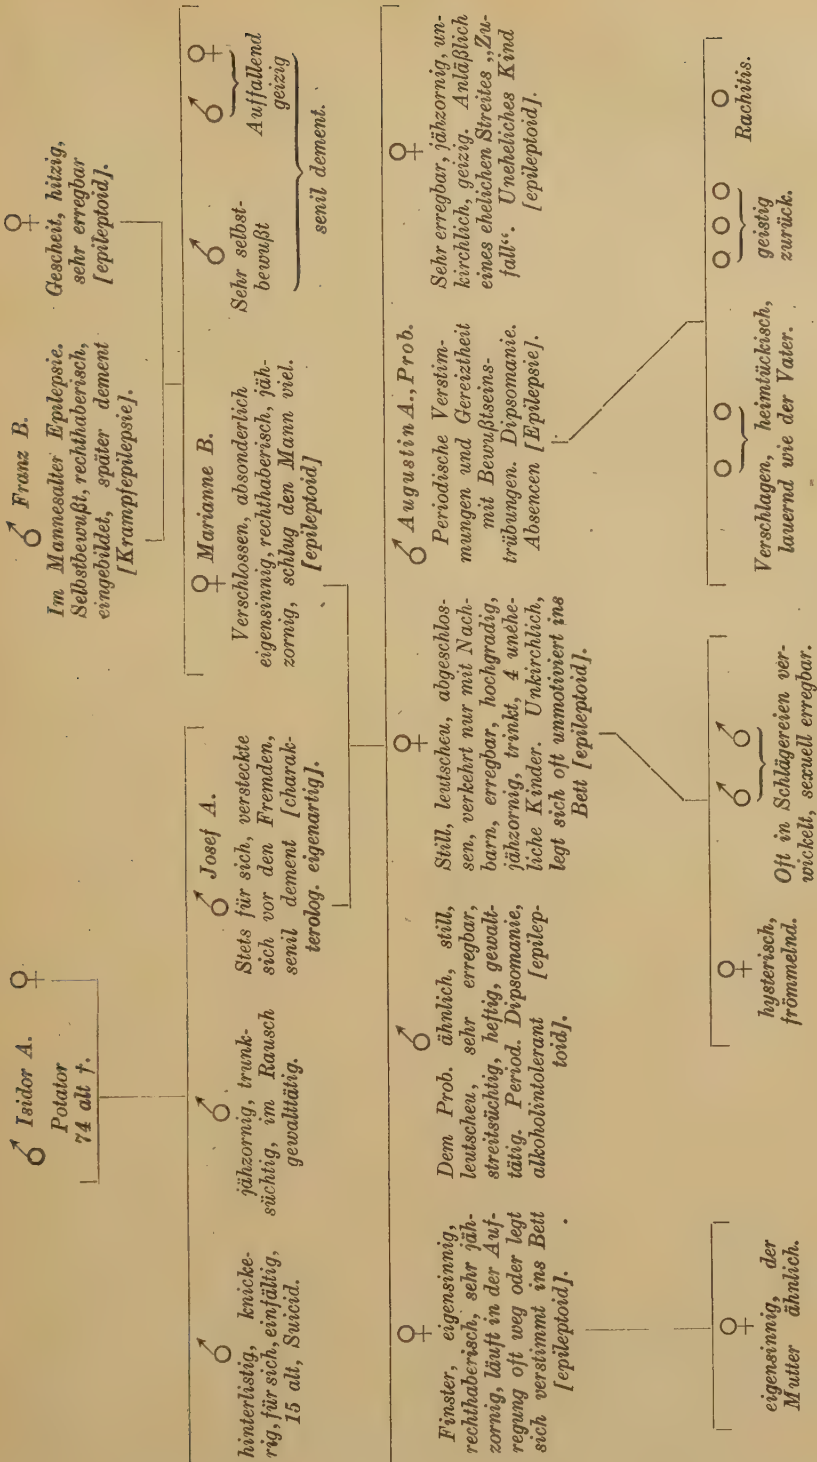 ♂ Isidor A.
Potator
74 alt †.
♀
♂ Franz B.
Im Mannesalter Epilepsie.
Selbstbewußt, rechthaberisch,
eingebildet, später dement
[Krampfepilepsie].
♀
Gescheit, hitzig,
sehr erregbar
[epileptoid].
♂
hinterlistig, knicke-
rig, für sich, einfältig,
15 alt, Suicid.
♂
jähzornig, trunk-
süchtig, im Rausch
gewalttätig.
♂ Josef A.
Stets für sich, versteckte
sich vor den Fremden,
senil dement [charak-
terolog. eigenartig].
♀ Marianne B.
Verschlossen, absonderlich
eigensinnig, rechthaberisch, jäh-
zornig, schlug den Mann viel.
[epileptoid]
♂
Sehr selbst-
bewußt
♂ ♀
Auffallend
geizig
senil dement.
♀
Finster, eigensinnig,
rechthaberisch, sehr jäh-
zornig, läuft in der Auf-
regung oft weg oder legt
sich verstimmt ins Bett
[epileptoid].
♂
Dem Prob. ähnlich, still,
leutscheu, sehr erregbar,
streitsüchtig, heftig, gewalt-
tätig. Period. Dipsomanie,
alkoholintolerant [epilep-
toid].
♀
Still, leutscheu, abgeschlos-
sen, verkehrt nur mit Nach-
barn, erregbar, hochgradig,
jähzornig, trinkt, 4 unehe-
liche Kinder. Unkirchlich,
legt sich oft unmotiviert ins
Bett [epileptoid].
♂ Augustin A., Prob.
Periodische Verstim-
mungen und Gereiztheit
mit Bewußtseins-
trübungen. Dipsomanie.
Absencen [Epilepsie].
♀
Sehr erregbar, jähzornig, un-
kirchlich, geizig. Anläßlich
eines ehelichen Streites „Zu-
fall“. Uneheliches Kind
[epileptoid].
♀
eigensinnig, der
Mutter ähnlich.
♀
hysterisch,
frömmelnd.
♂ ♂
Oft in Schlägereien ver-
wickelt, sexuell erregbar.
Verschlagen, heimtückisch,
lauernd wie der Vater.
geistig
zurück.
Rachitis.